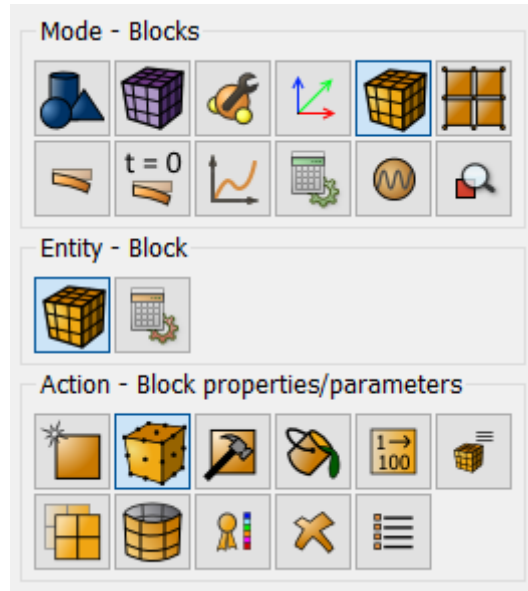 Mode - Blocks
t = 0
Entity - Block
Action - Block properties/parameters
1→
100